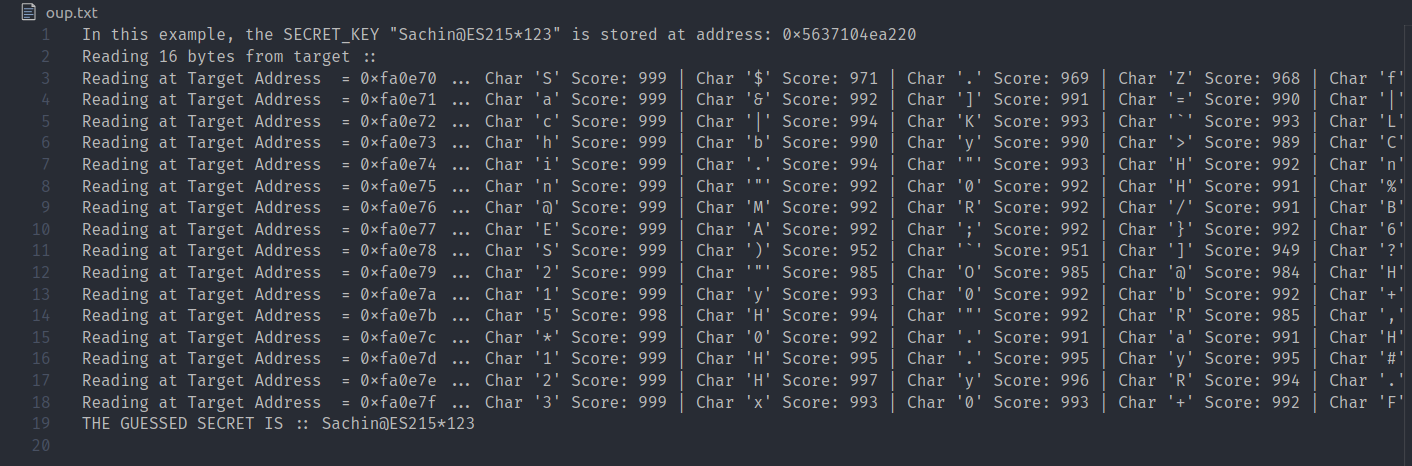 oup.txt
1 In this example, the SECRET_KEY "Sachin@ES215*123" is stored at address: 0x5637104ea220
2 Reading 16 bytes from target ::
3 Reading at Target Address = 0xfa0e70 ... Char 'S' Score: 999 | Char '$' Score: 971 | Char '.' Score: 969 | Char 'Z' Score: 968 | Char 'f'
4 Reading at Target Address = 0xfa0e71 ... Char 'a' Score: 999 | Char '&' Score: 992 | Char ']' Score: 991 | Char '=' Score: 990 | Char '|'
5 Reading at Target Address = 0xfa0e72 ... Char 'c' Score: 999 | Char '|' Score: 994 | Char 'K' Score: 993 | Char '`' Score: 993 | Char 'L'
6 Reading at Target Address = 0xfa0e73 ... Char 'h' Score: 999 | Char 'b' Score: 990 | Char 'y' Score: 990 | Char '>' Score: 989 | Char 'C'
7 Reading at Target Address = 0xfa0e74 ... Char 'i' Score: 999 | Char '.' Score: 994 | Char '"' Score: 993 | Char 'H' Score: 992 | Char 'n'
8 Reading at Target Address = 0xfa0e75 ... Char 'n' Score: 999 | Char '"' Score: 992 | Char '0' Score: 992 | Char 'H' Score: 991 | Char '%'
9 Reading at Target Address = 0xfa0e76 ... Char '@' Score: 999 | Char 'M' Score: 992 | Char 'R' Score: 992 | Char '/' Score: 991 | Char 'B'
10 Reading at Target Address = 0xfa0e77 ... Char 'E' Score: 999 | Char 'A' Score: 992 | Char ';' Score: 992 | Char '}' Score: 992 | Char '6'
11 Reading at Target Address = 0xfa0e78 ... Char 'S' Score: 999 | Char ')' Score: 952 | Char '`' Score: 951 | Char ']' Score: 949 | Char '?'
12 Reading at Target Address = 0xfa0e79 ... Char '2' Score: 999 | Char '"' Score: 985 | Char 'O' Score: 985 | Char '@' Score: 984 | Char 'H'
13 Reading at Target Address = 0xfa0e7a ... Char '1' Score: 999 | Char 'y' Score: 993 | Char '0' Score: 992 | Char 'b' Score: 992 | Char '+'
14 Reading at Target Address = 0xfa0e7b ... Char '5' Score: 998 | Char 'H' Score: 994 | Char '"' Score: 992 | Char 'R' Score: 985 | Char ','
15 Reading at Target Address = 0xfa0e7c ... Char '*' Score: 999 | Char '0' Score: 992 | Char '.' Score: 991 | Char 'a' Score: 991 | Char 'H'
16 Reading at Target Address = 0xfa0e7d ... Char '1' Score: 999 | Char 'H' Score: 995 | Char '.' Score: 995 | Char 'y' Score: 995 | Char '#'
17 Reading at Target Address = 0xfa0e7e ... Char '2' Score: 999 | Char 'H' Score: 997 | Char 'y' Score: 996 | Char 'R' Score: 994 | Char '.'
18 Reading at Target Address = 0xfa0e7f ... Char '3' Score: 999 | Char 'x' Score: 993 | Char '0' Score: 993 | Char '+' Score: 992 | Char 'F'
19 THE GUESSED SECRET IS :: Sachin@ES215*123
20